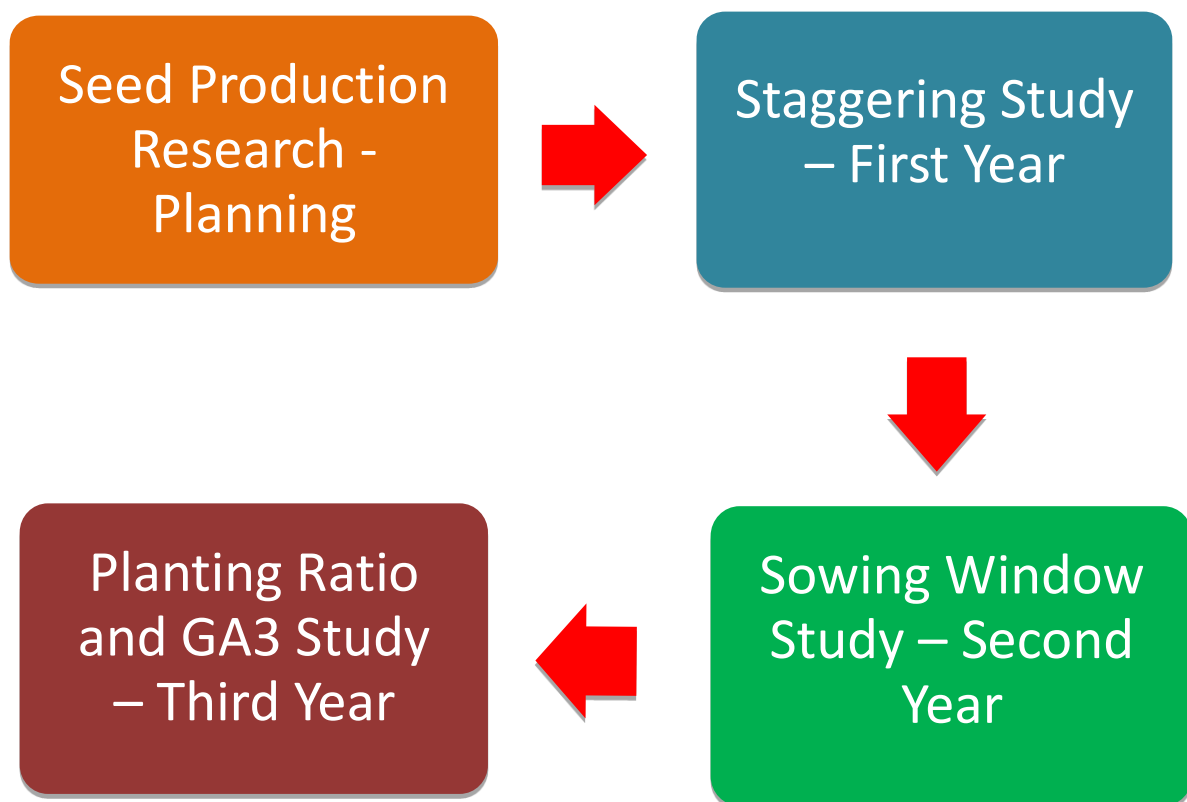 Seed Production
Research -
Planning
Staggering Study
– First Year
Sowing Window
Study – Second
Year
Planting Ratio
and GA3 Study
– Third Year